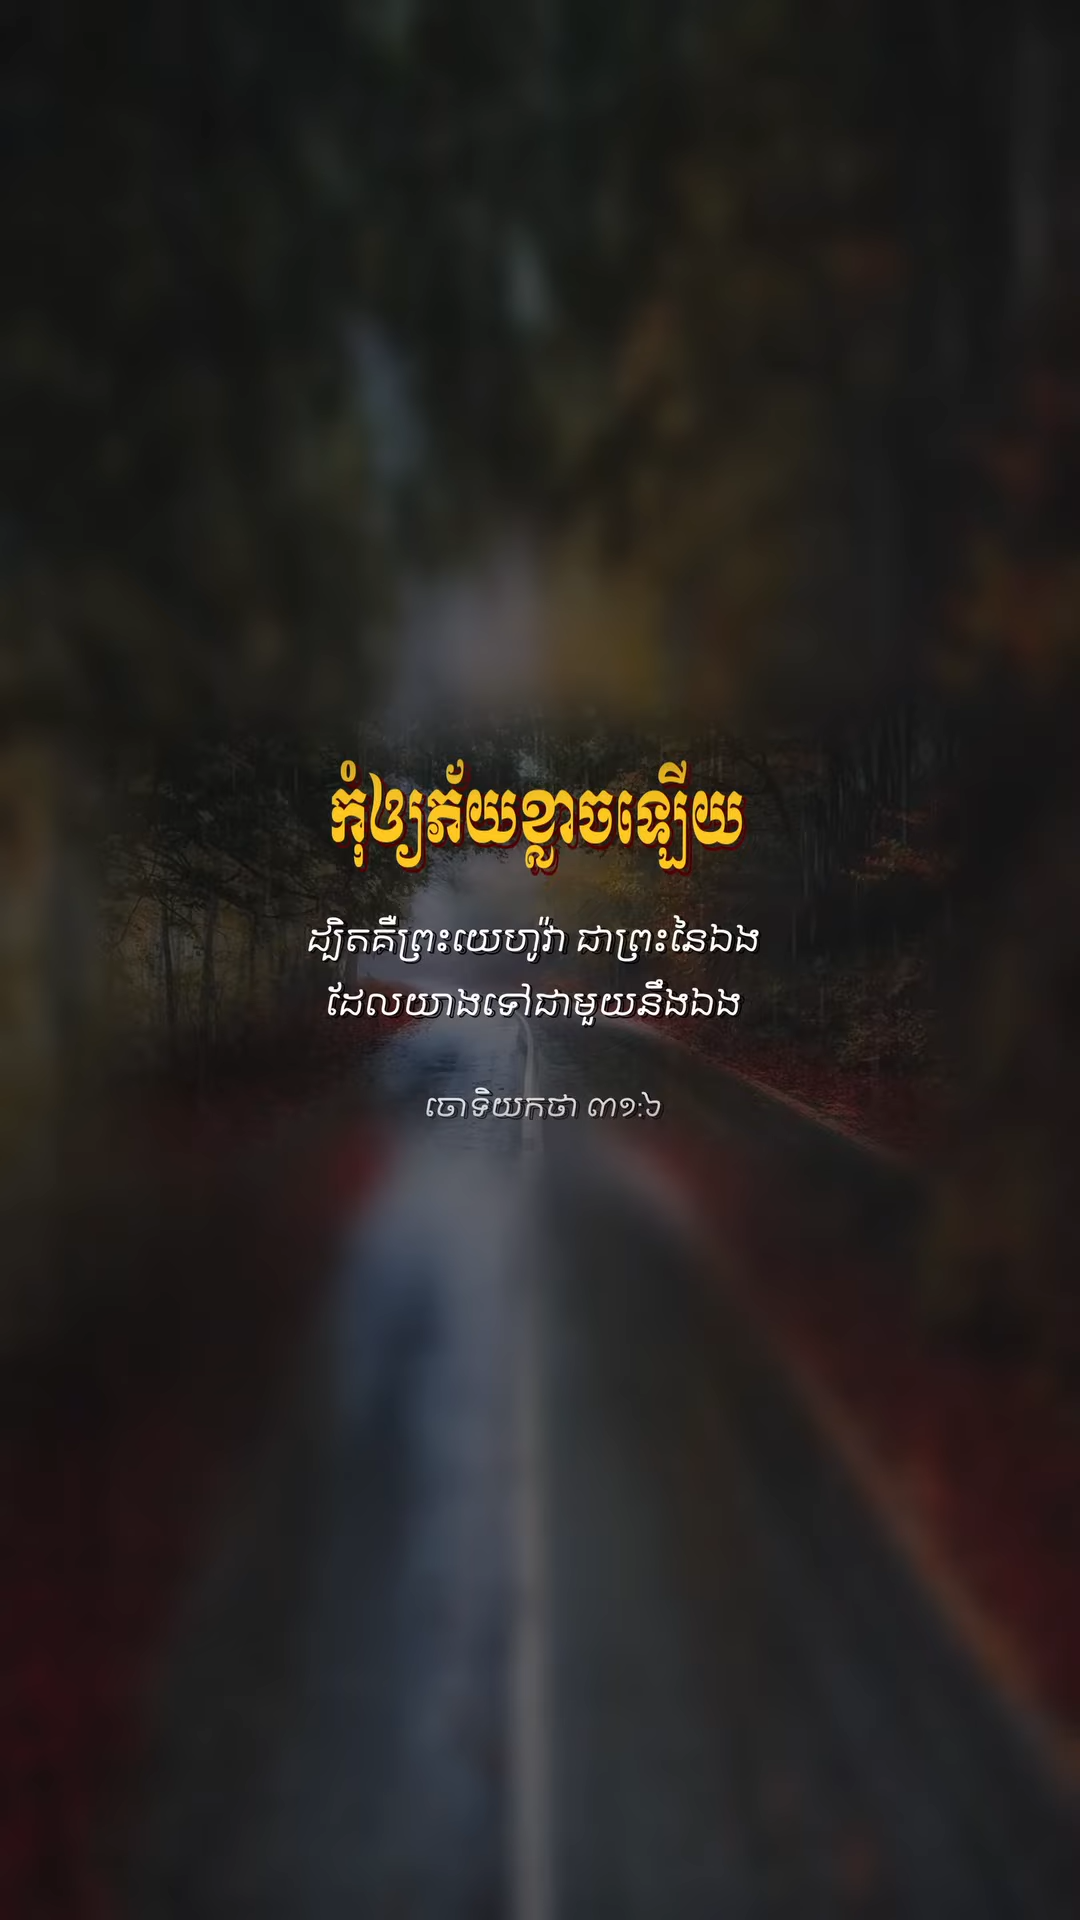 កុំឲ្យភ័យខ្លាចឡើយ
ដ្បិតគឺព្រះយេហូវ៉ា ជាព្រះនៃឯង
ដែលយាងទៅជាមួយនឹងឯង
ចោទិយកថា ៣១:៦